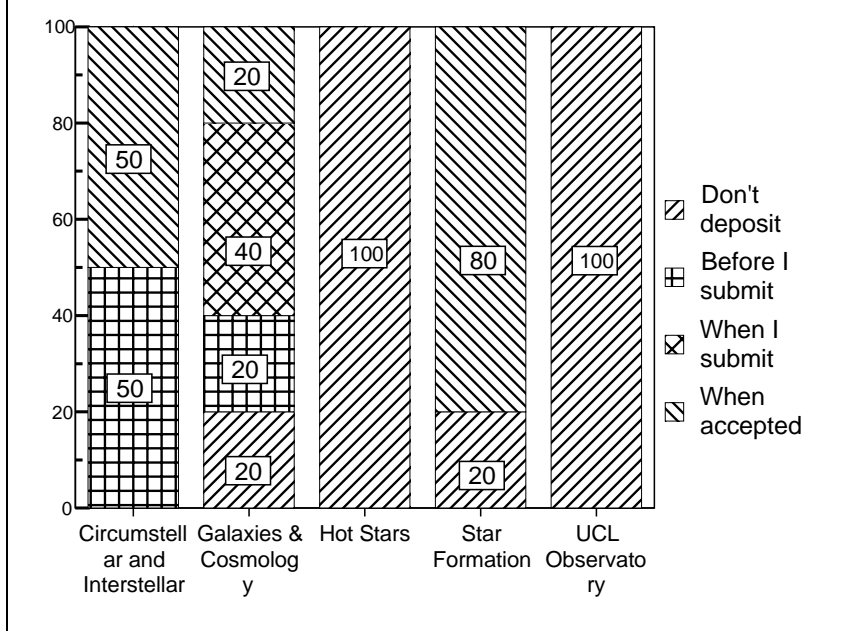 100
80
60
40
20
0
50
50
20
40
20
20
100
80
20
100
Circumstell
ar and
Interstellar
Galaxies &
Cosmolog
y
Hot Stars
Star
Formation
UCL
Observato
ry
Don't
deposit
Before I
submit
When I
submit
When
accepted